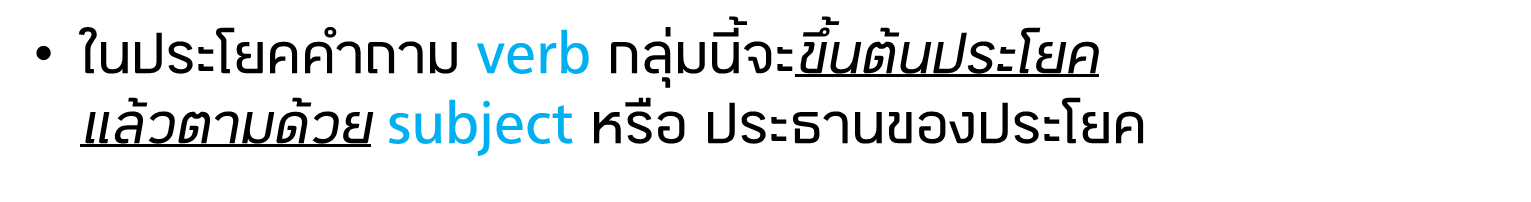 • ในประโยคคำถาม verb กลุ่มนี้จะขึ้นต้นประโยค
แล้วตามด้วย subject หรือ ประธานของประโยค